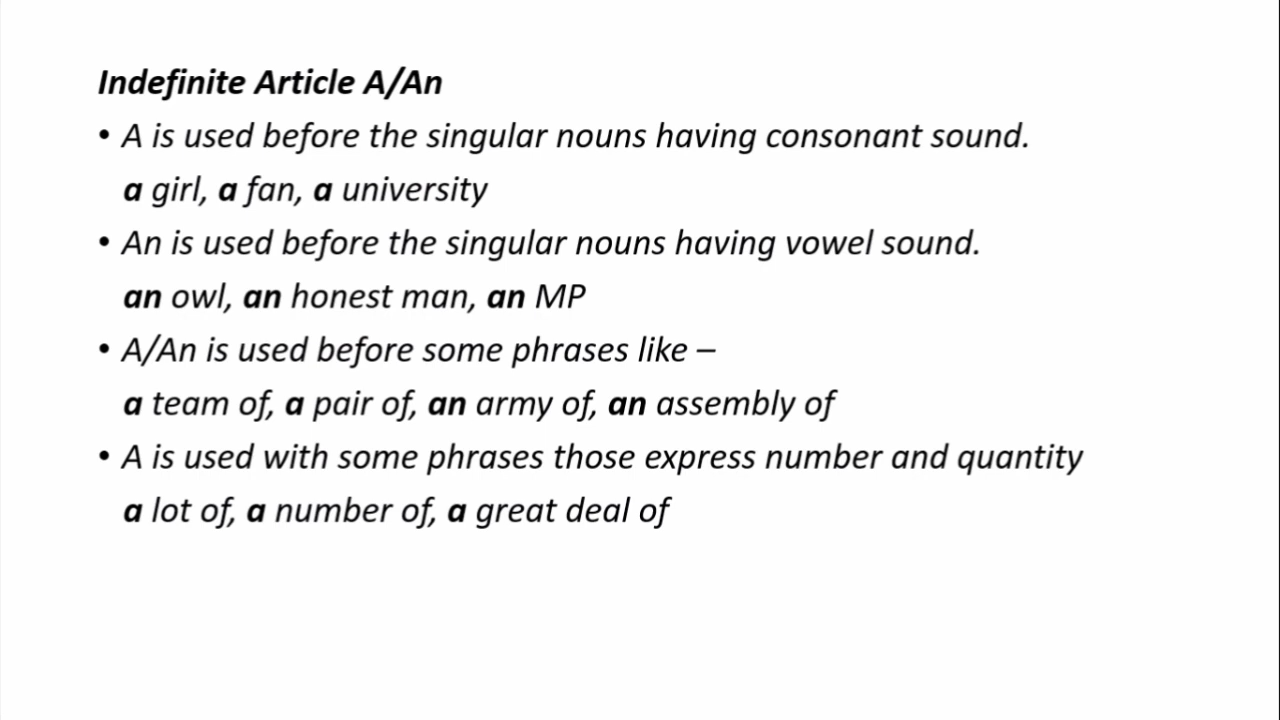 Indefinite Article A/An
• A is used before the singular nouns having consonant sound.
a girl, a fan, a university
• An is used before the singular nouns having vowel sound.
an owl, an honest man, an MP
• A/An is used before some phrases like –
a team of, a pair of, an army of, an assembly of
• A is used with some phrases those express number and quantity
a lot of, a number of, a great deal of